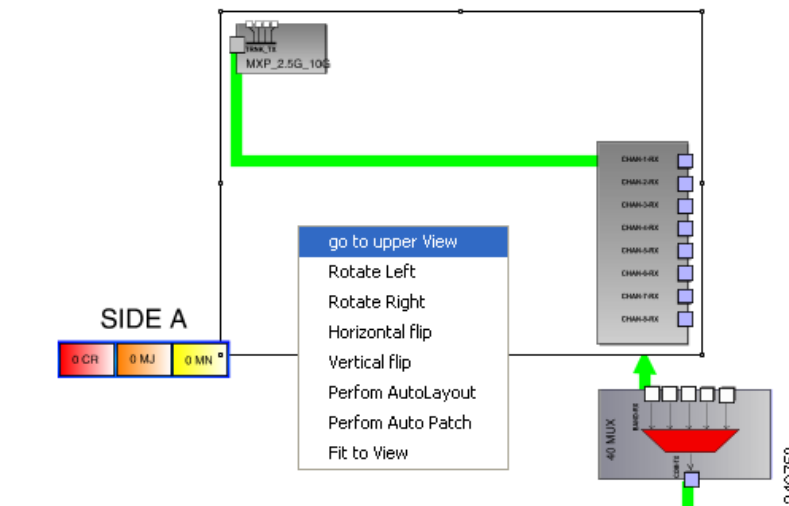 TRNK_TX
MXP_2.5G_10G
CHAN-1-RX
CHAN-2-RX
CHAN-3-RX
CHAN-4-RX
CHAN-5-RX
CHAN-6-RX
CHAN-7-RX
CHAN-8-RX
go to upper View
Rotate Left
Rotate Right
Horizontal flip
Vertical flip
Perfom AutoLayout
Perfom Auto Patch
Fit to View
SIDE A
0 CR
0 MJ
0 MN
40 MUX
BAND-RX
COM-TX